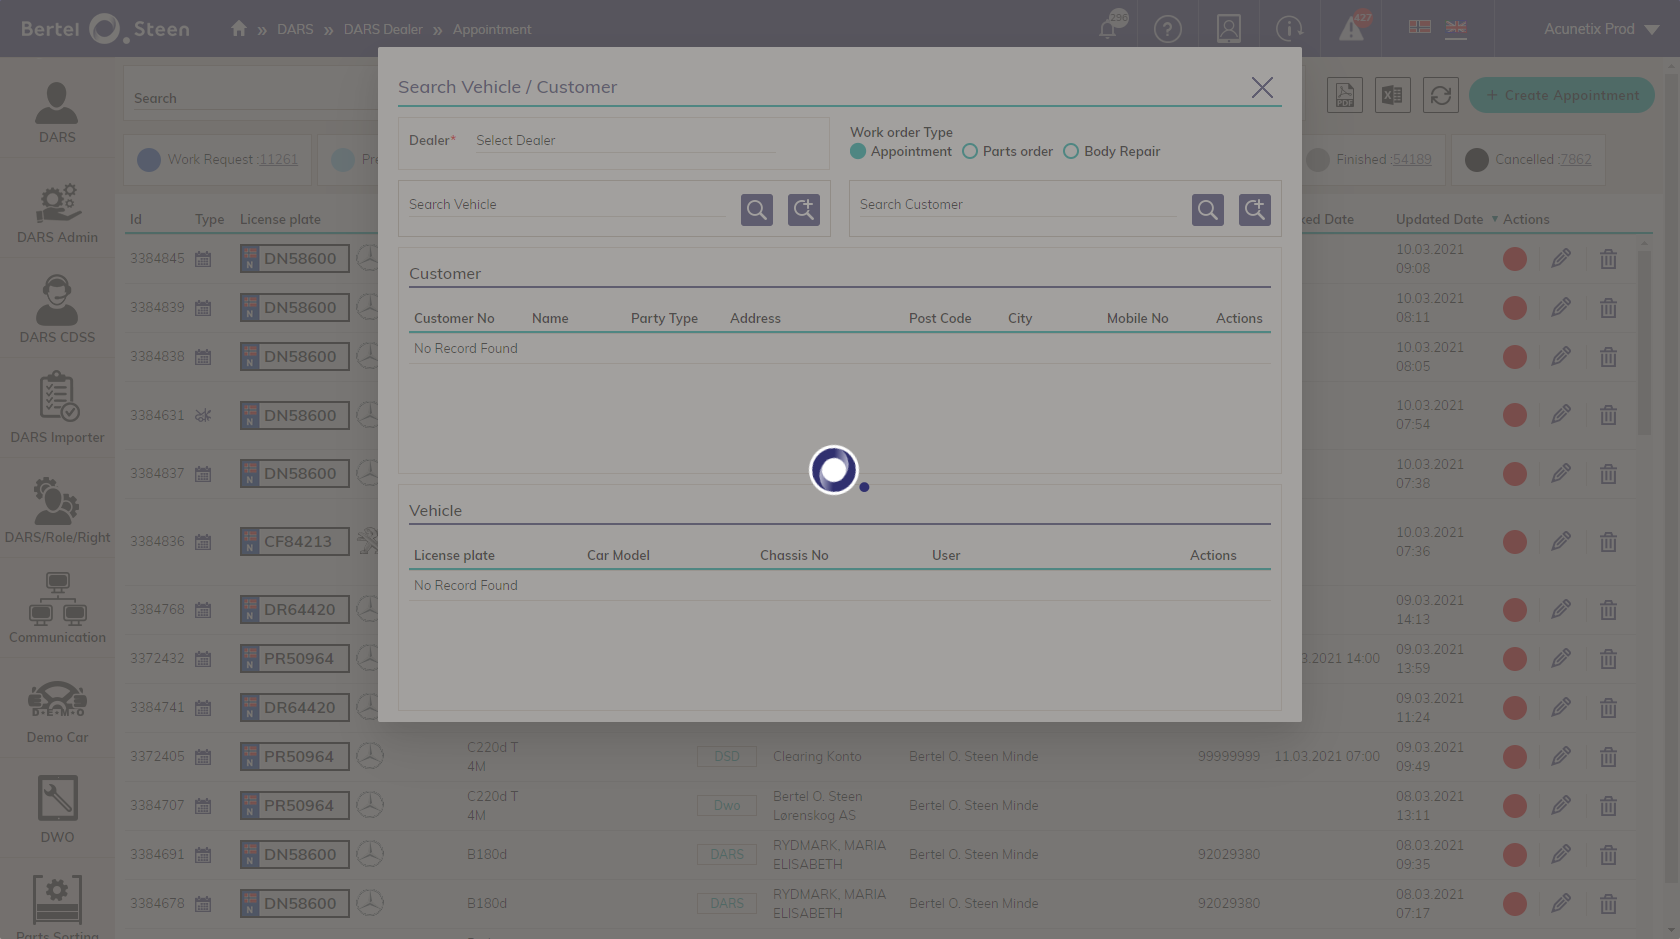 Bertel O. Steen
DARS » DARS Dealer » Appointment
236
427
Acunetix Prod
DARS
DARS Admin
DARS CDSS
DARS Importer
DARS/Role/Right
Communication
D-E-M-O
Demo Car
DWO
Parts Sorting
Search
PDF
+ Create Appointment
Work Request :11261
Pre
Finished :54189
Cancelled :7862
Id Type License plate
ked Date Updated Date Actions
Search Vehicle / Customer
Dealer* Select Dealer
Work order Type
Appointment Parts order Body Repair
Search Vehicle
Search Customer
Customer
Customer No Name Party Type Address Post Code City Mobile No Actions
No Record Found
Vehicle
License plate Car Model Chassis No User Actions
No Record Found
3384845 N DN58600 10.03.2021
09:08
3384839 N DN58600 10.03.2021
08:11
3384838 N DN58600 10.03.2021
08:05
3384631 N DN58600 10.03.2021
07:54
3384837 N DN58600 10.03.2021
07:38
3384836 N CF84213 10.03.2021
07:36
3384768 N DR64420 09.03.2021
14:13
3372432 N PR50964 3.2021 14:00 09.03.2021
13:59
3384741 N DR64420 09.03.2021
11:24
3372405 N PR50964 C220d T
4M DSD Clearing Konto Bertel O. Steen Minde 99999999 11.03.2021 07:00 09.03.2021
09:49
3384707 N PR50964 C220d T
4M Dwo Bertel O. Steen
Lørenskog AS Bertel O. Steen Minde 08.03.2021
13:11
3384691 N DN58600 B180d DARS RYDMARK, MARIA
ELISABETH Bertel O. Steen Minde 92029380 08.03.2021
09:35
3384678 N DN58600 B180d DARS RYDMARK, MARIA
ELISABETH Bertel O. Steen Minde 92029380 08.03.2021
07:17